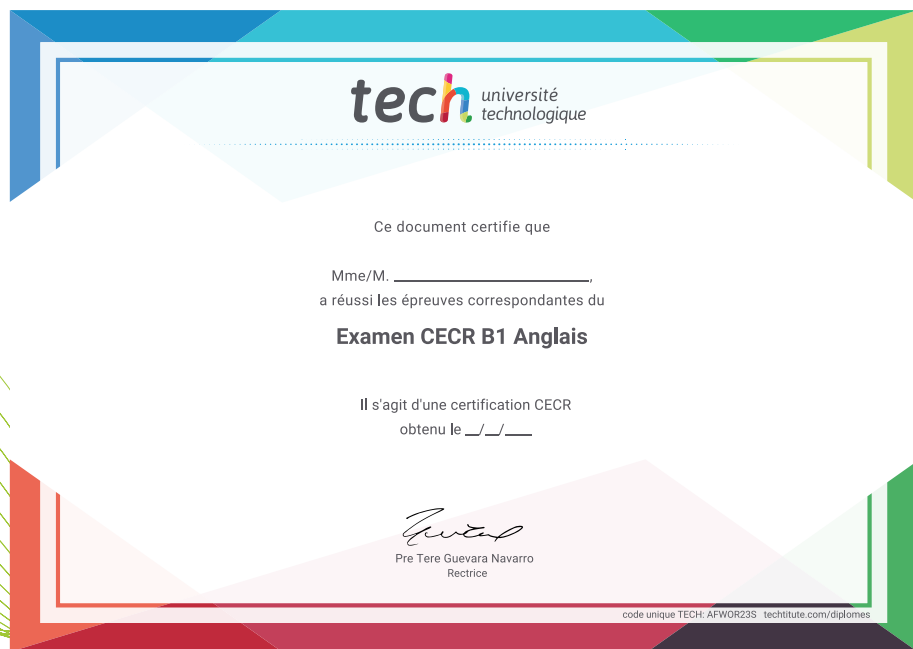 tech université
technologique
Ce document certifie que
Mme/M. ____________________,
a réussi les épreuves correspondantes du
Examen CECR B1 Anglais
Il s'agit d'une certification CECR
obtenu le __/__/____
Pre Tere Guevara Navarro
Rectrice
code unique TECH: AFWOR23S techtitute.com/diplomes